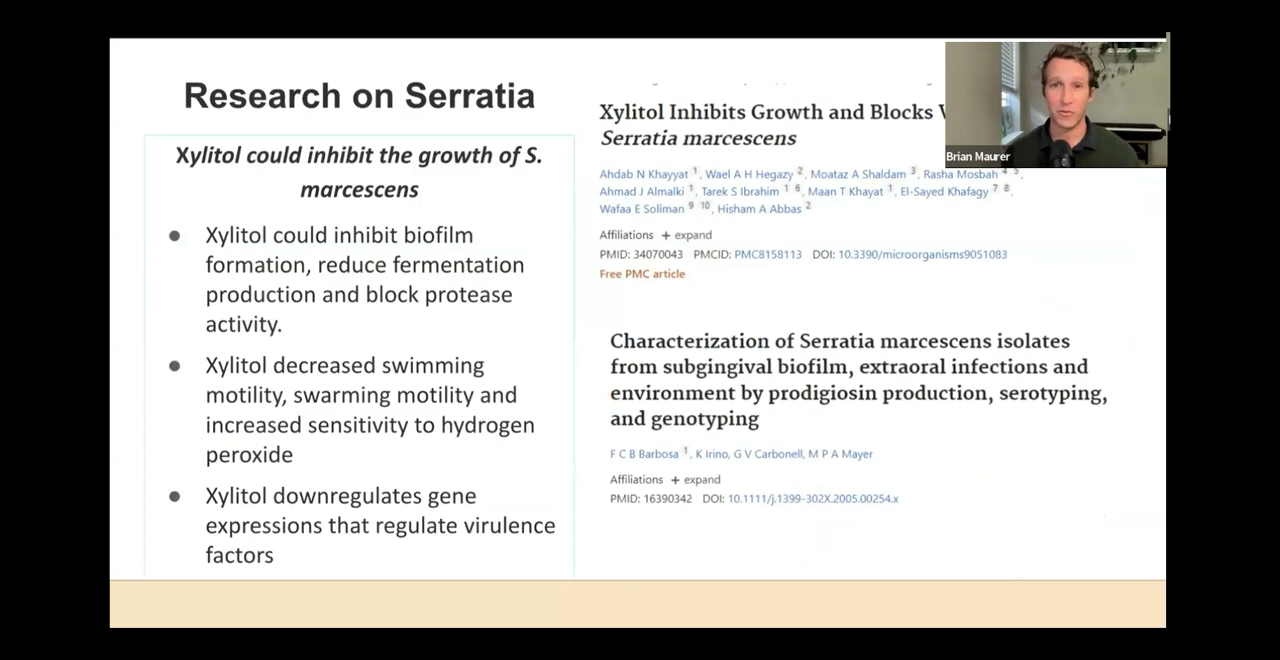 Research on Serratia
Xylitol could inhibit the growth of S.
marcescens
● Xylitol could inhibit biofilm
formation, reduce fermentation
production and block protease
activity.
● Xylitol decreased swimming
motility, swarming motility and
increased sensitivity to hydrogen
peroxide
● Xylitol downregulates gene
expressions that regulate virulence
factors
Xylitol Inhibits Growth and Blocks
Serratia marcescens
Ahdab N Khayyat 1, Wael A H Hegazy 2, Moataz A Shaldam 3, Rasha Mosbah 4 5,
Ahmad J Almalki 1, Tarek S Ibrahim 1 6, Maan T Khayat 1, El-Sayed Khafagy 7 8,
Wafaa E Soliman 9 10, Hisham A Abbas 2
Affiliations + expand
PMID: 34070043 PMCID: PMC8158113 DOI: 10.3390/microorganisms9051083
Free PMC article
Characterization of Serratia marcescens isolates
from subgingival biofilm, extraoral infections and
environment by prodigiosin production, serotyping,
and genotyping
F C B Barbosa 1, K Irino, G V Carbonell, M P A Mayer
Affiliations + expand
PMID: 16390342 DOI: 10.1111/j.1399-302X.2005.00254.x
Brian Maurer